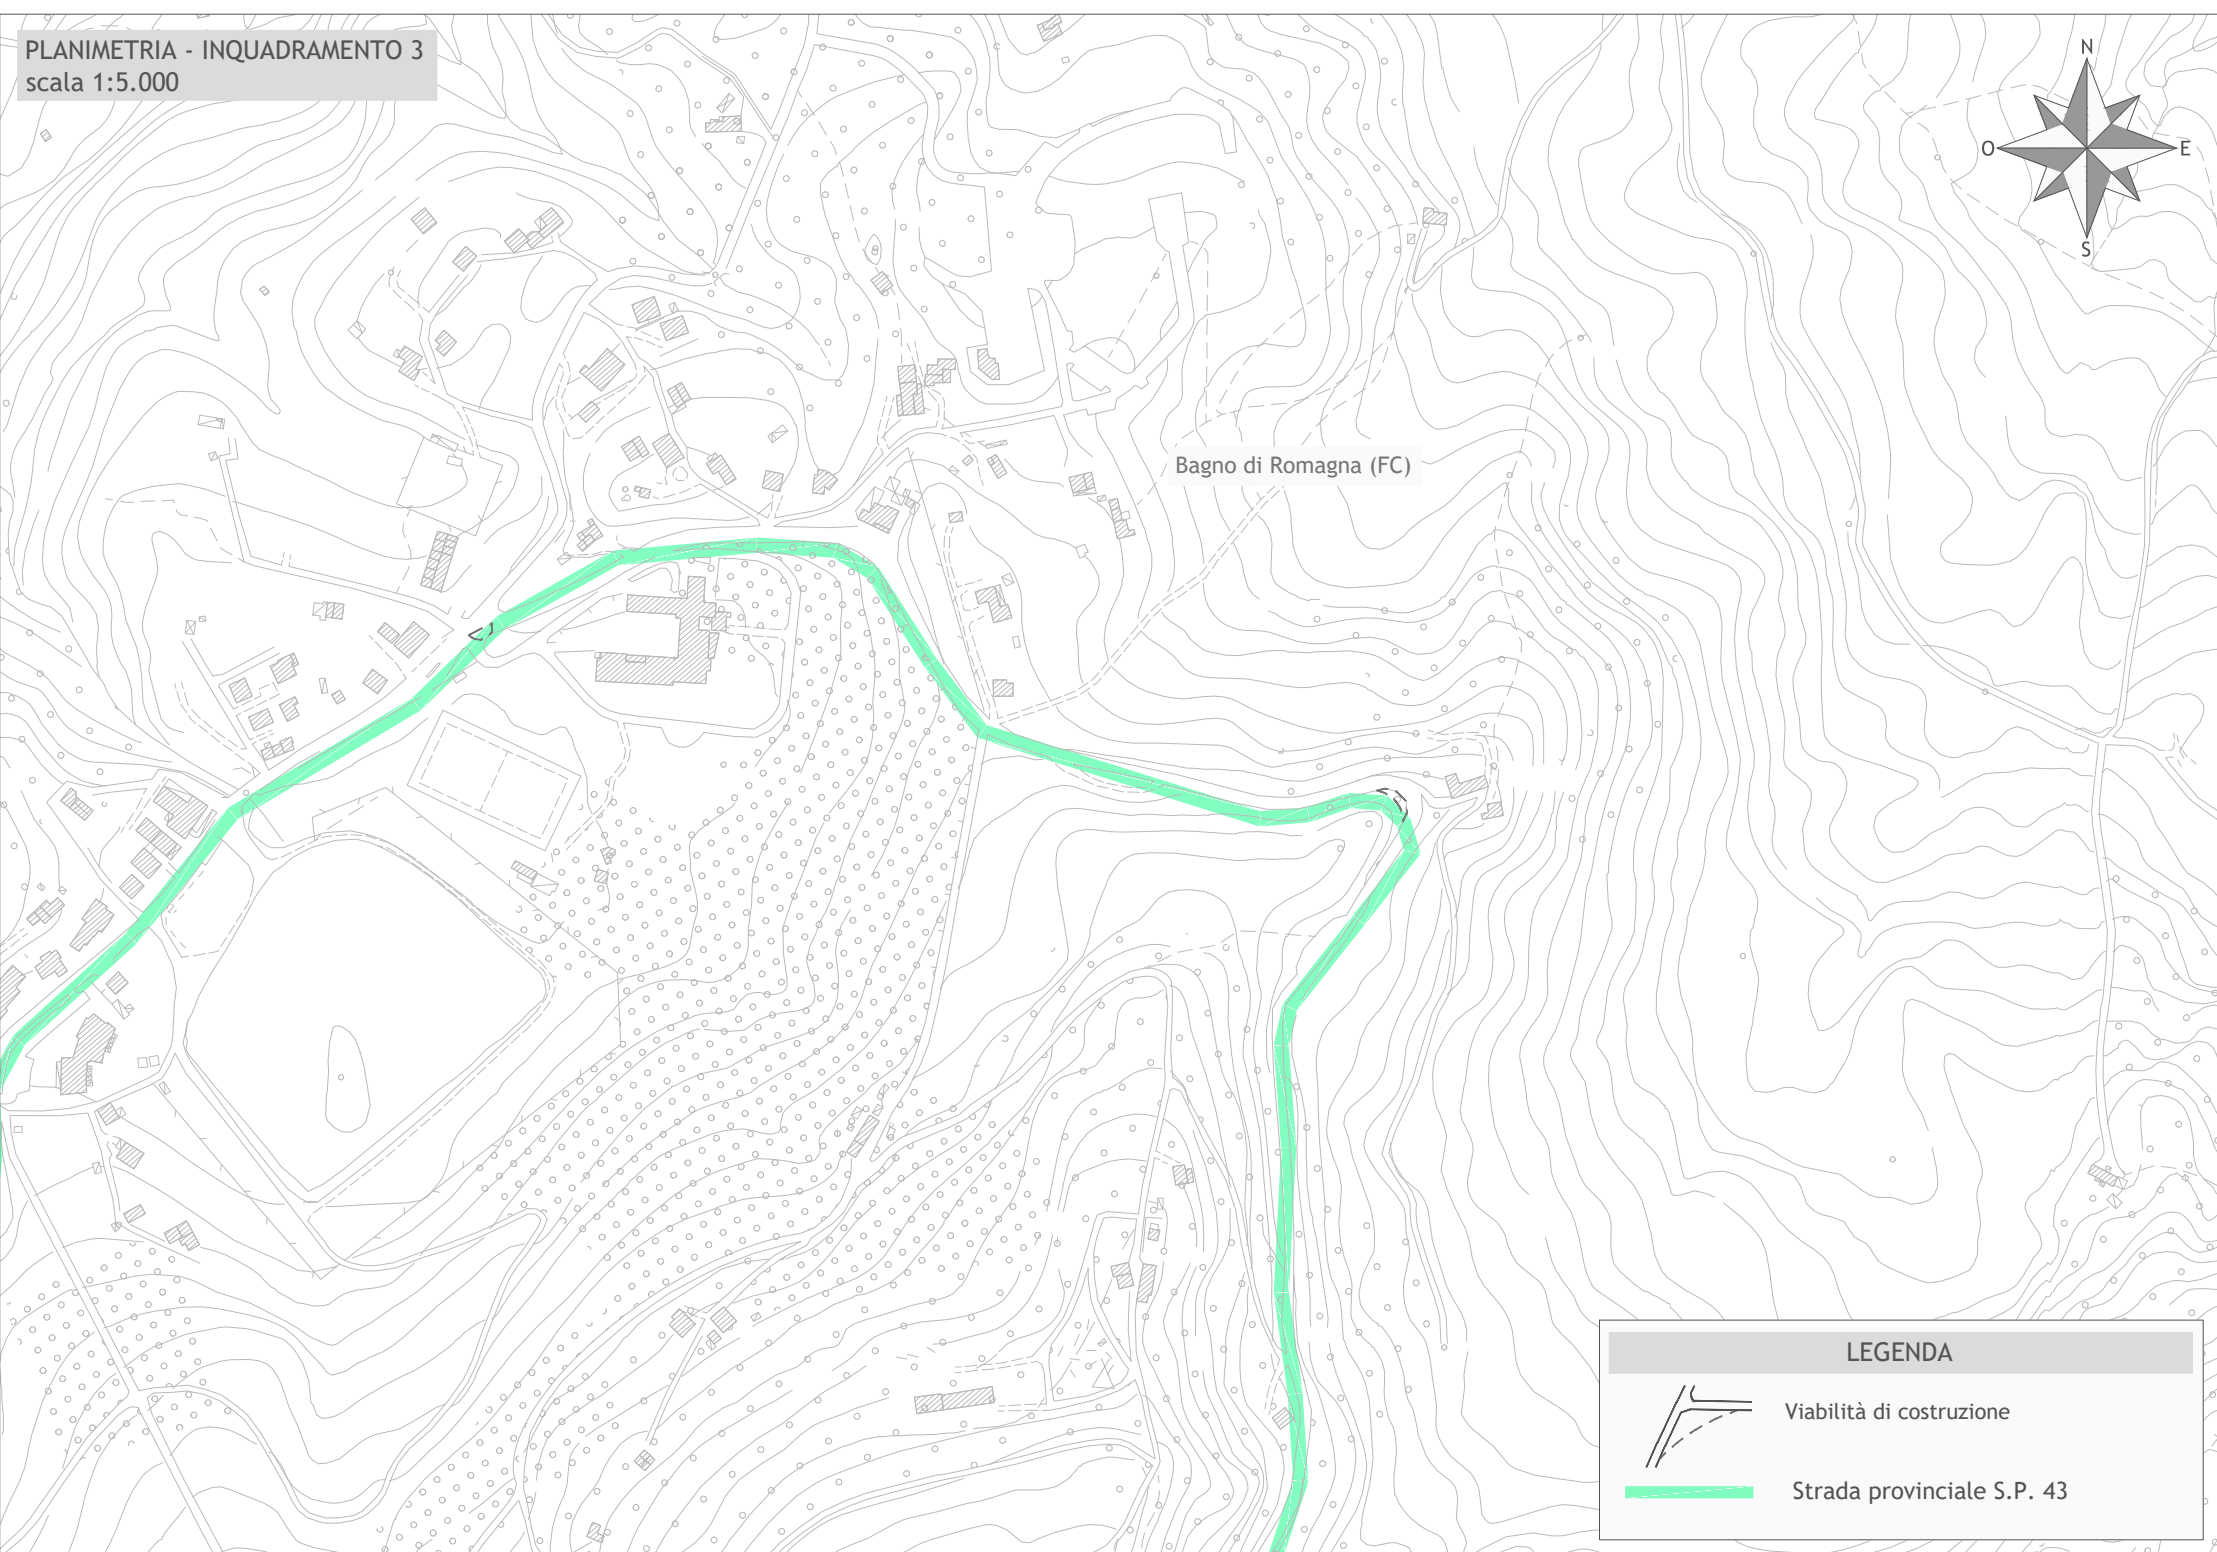 PLANIMETRIA - INQUADRAMENTO 3
scala 1:5.000
N
O
E
S
Bagno di Romagna (FC)
LEGENDA
Viabilità di costruzione
Strada provinciale S.P. 43